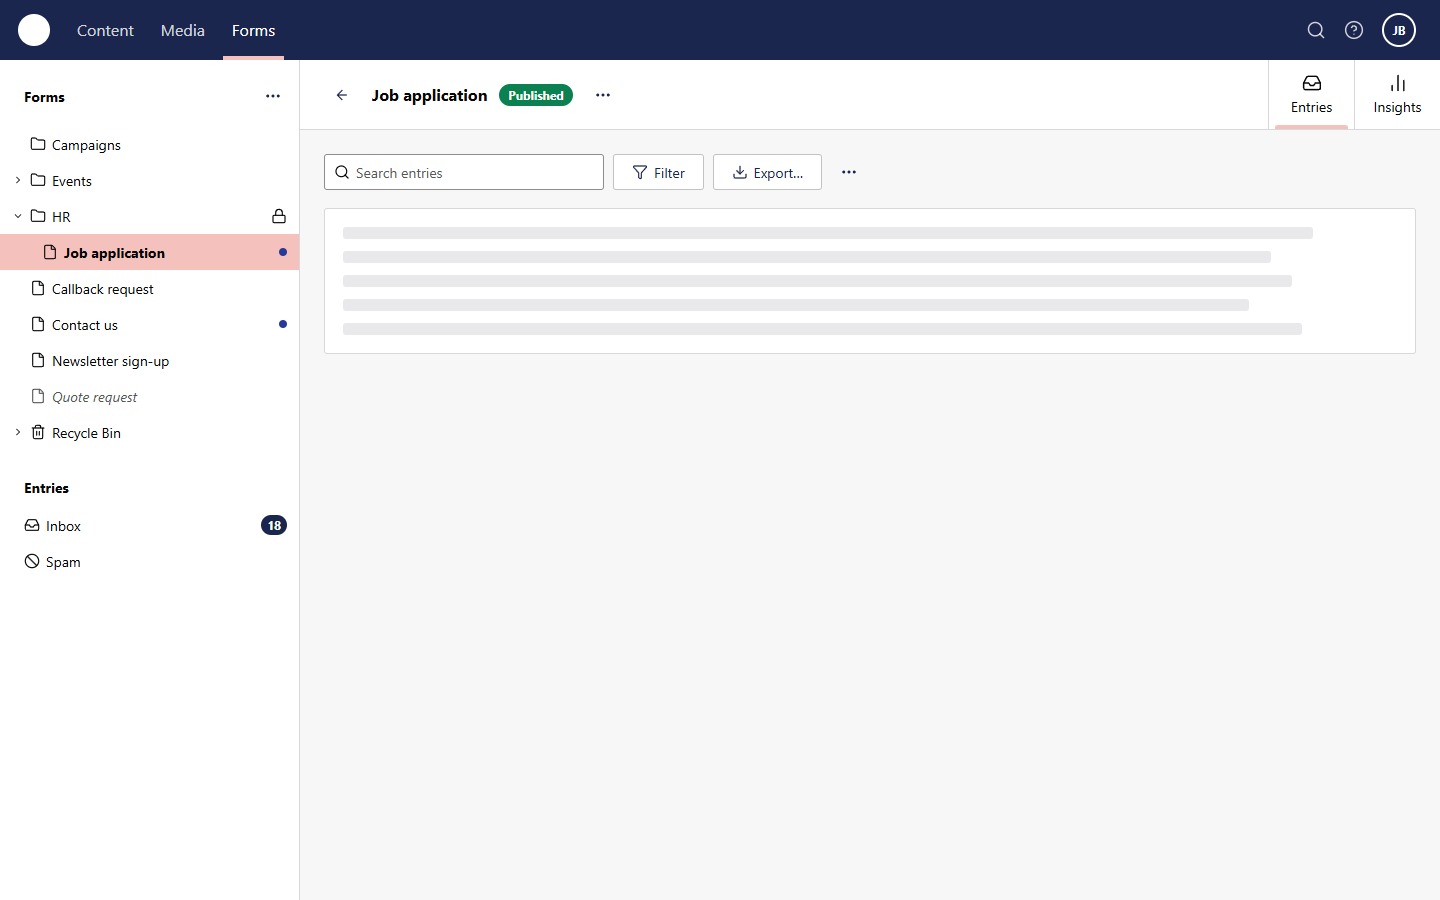 Content
Media
Forms
JB
Forms
Campaigns
Events
HR
Job application
Callback request
Contact us
Newsletter sign-up
Quote request
Recycle Bin
Entries
Inbox
18
Spam
Job application
Published
Entries
Insights
Search entries
Filter
Export...